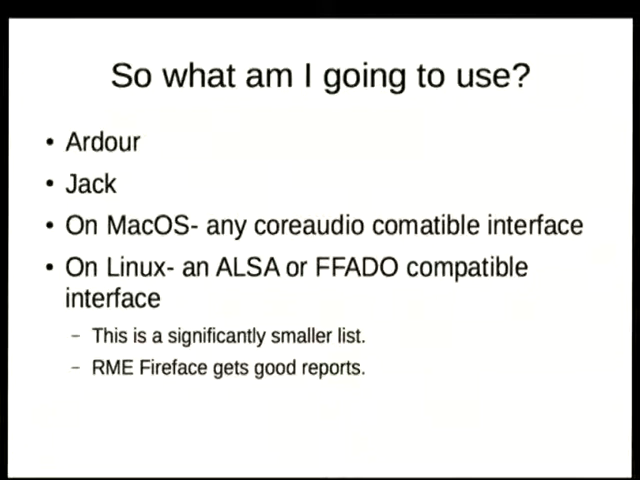 So what am I going to use?
• Ardour
• Jack
• On MacOS- any coreaudio comatible interface
• On Linux- an ALSA or FFADO compatible
interface
– This is a significantly smaller list.
– RME Fireface gets good reports.